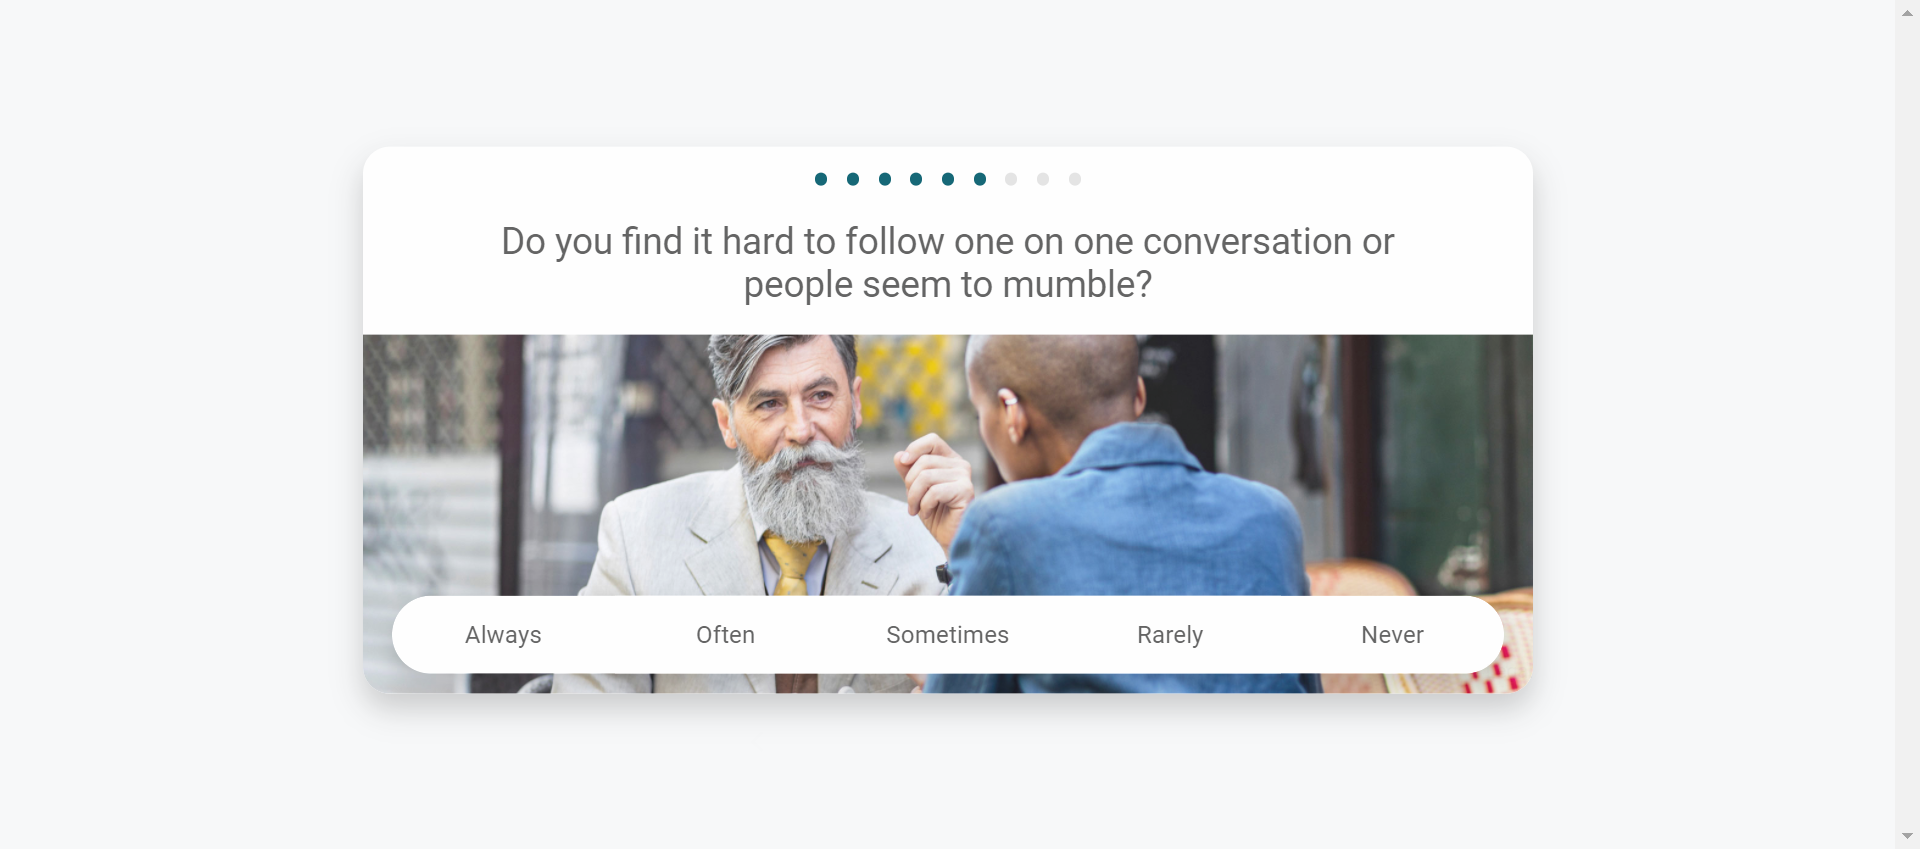 Do you find it hard to follow one on one conversation or
people seem to mumble?
Always Often Sometimes Rarely Never